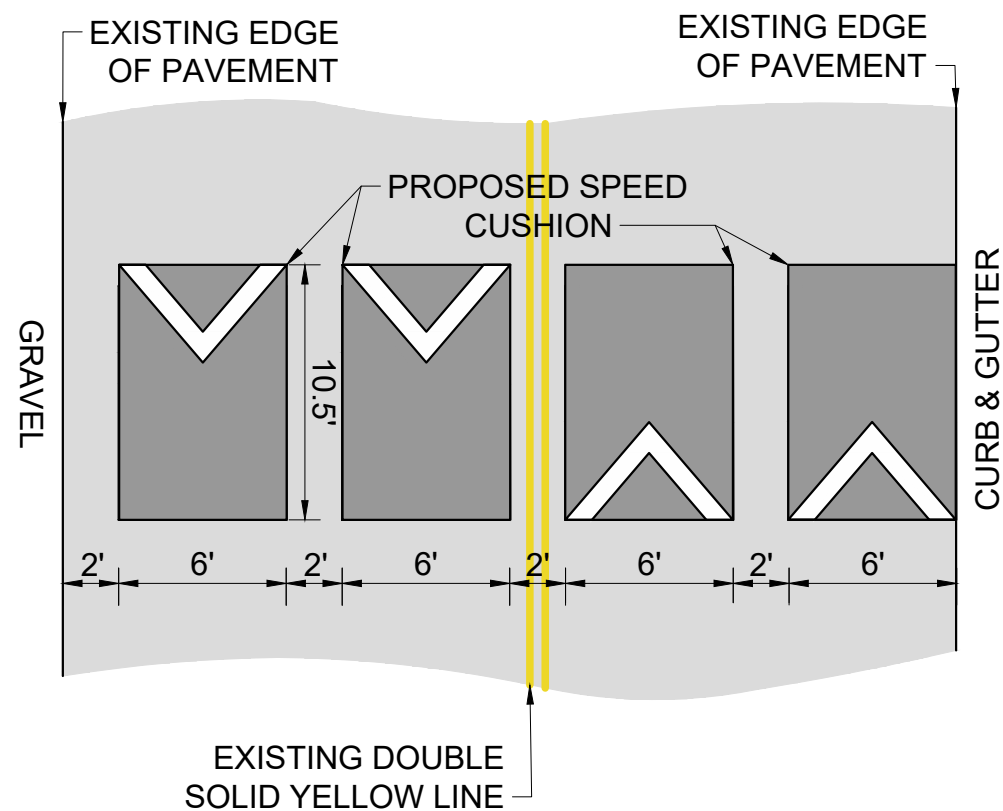 EXISTING EDGE
OF PAVEMENT
EXISTING EDGE
OF PAVEMENT
PROPOSED SPEED
CUSHION
GRAVEL
10.5'
CURB & GUTTER
2'
6'
2'
6'
2'
6'
2'
6'
EXISTING DOUBLE
SOLID YELLOW LINE